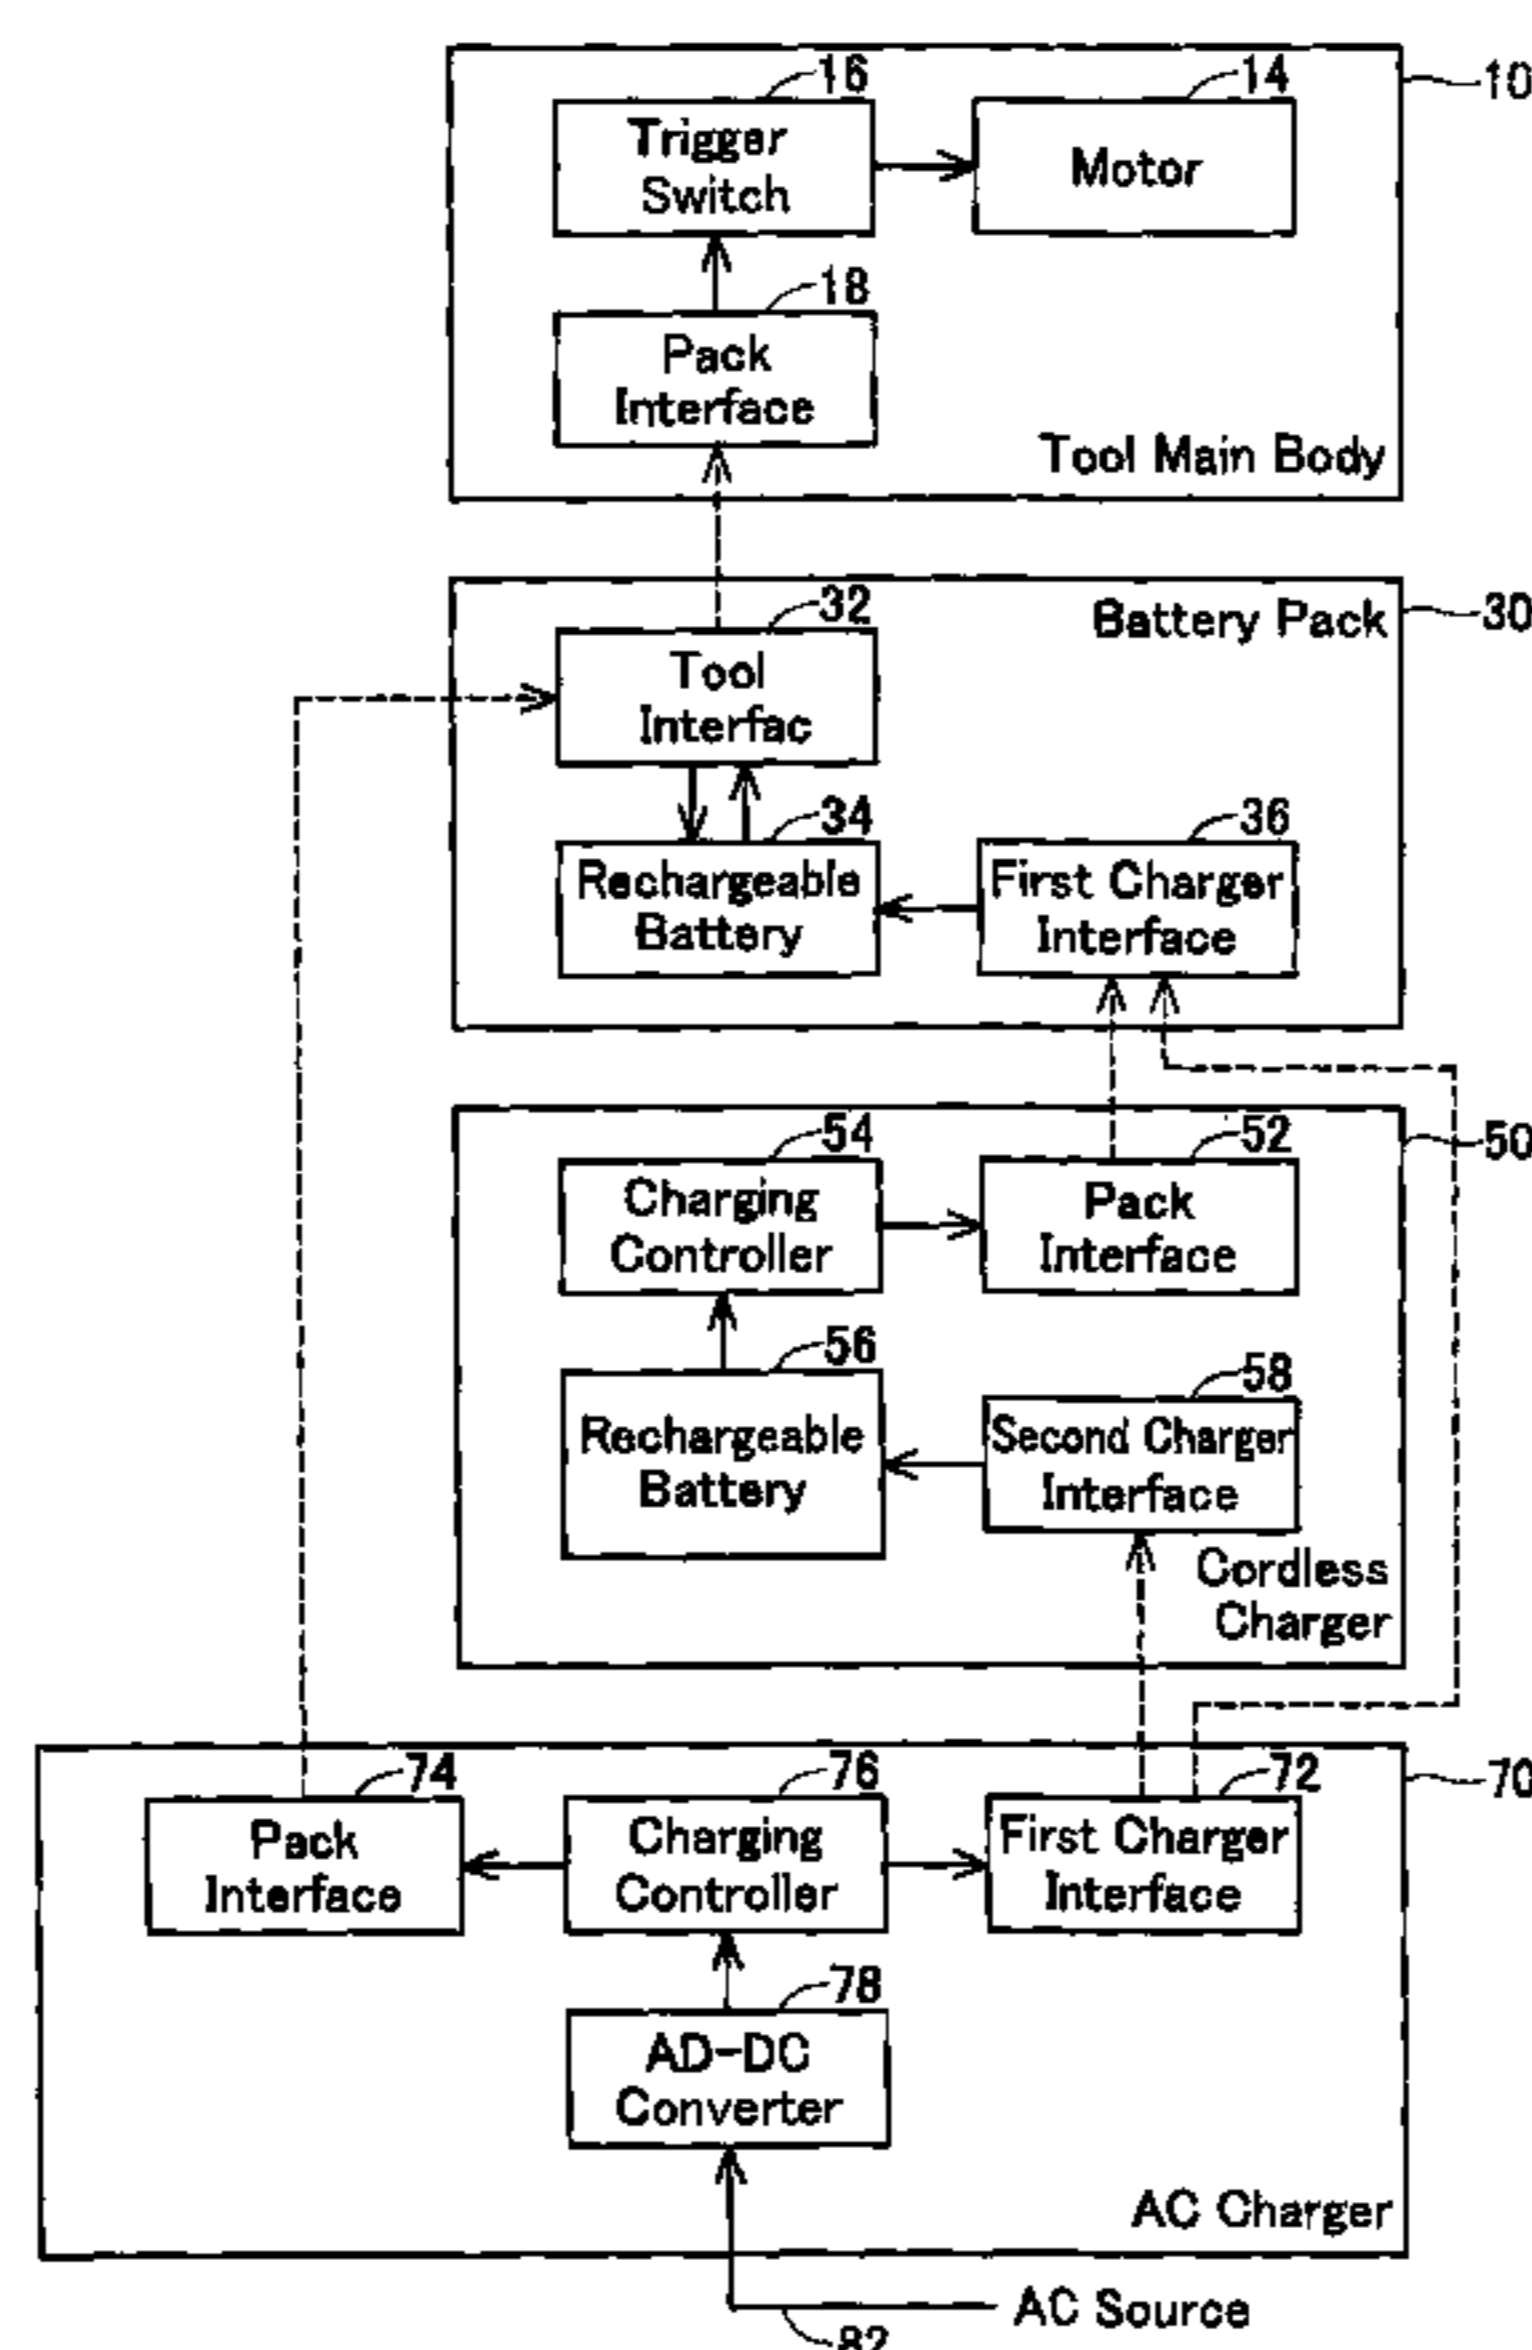 16
14
10
Trigger
Switch
Motor
18
Pack
Interface
Tool Main Body
32
Battery Pack
30
Tool
Interfac
34
36
Rechargeable
Battery
First Charger
Interface
54
52
50
Charging
Controller
Pack
Interface
56
58
Rechargeable
Battery
Second Charger
Interface
Cordless
Charger
74
76
72
70
Pack
Interface
Charging
Controller
First Charger
Interface
78
AD-DC
Converter
AC Charger
AC Source
82